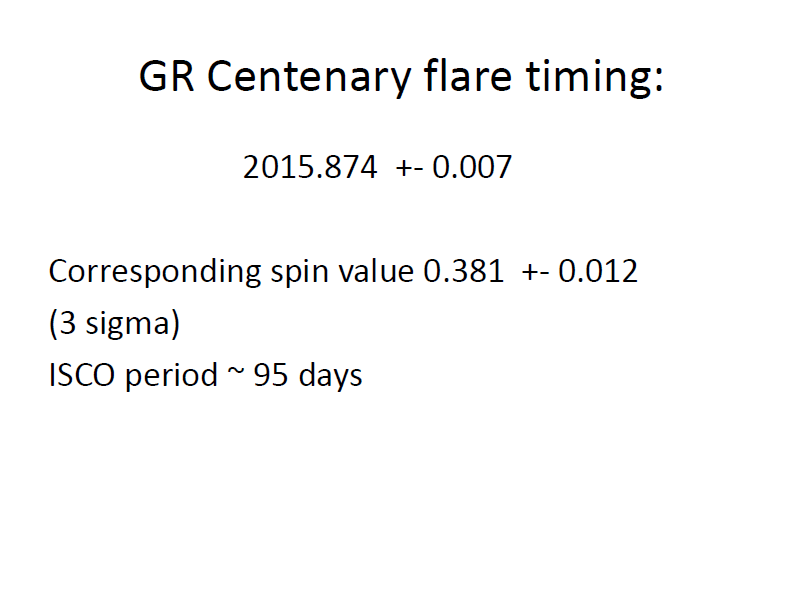 GR Centenary flare timing:
2015.874 +- 0.007
Corresponding spin value 0.381 +- 0.012
(3 sigma)
ISCO period ~ 95 days